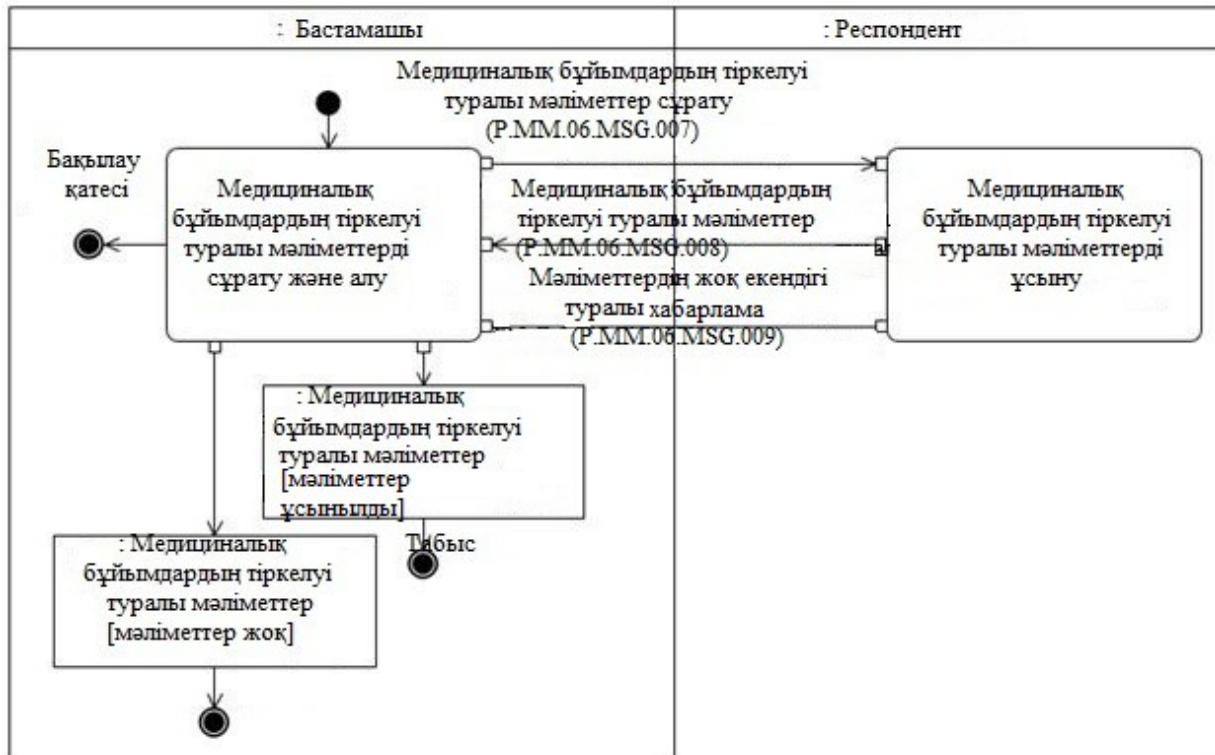 : Бастамашы
: Респондент
Медициналық бұйымдардың тіркелуі
туралы мәліметтер сұрату
(P.MM.06.MSG.007)
Бақылау
қатесі
Медициналық
бұйымдардың тіркелуі
туралы мәліметтерді
сұрату және алу
Медициналық бұйымдардың
тіркелуі туралы мәліметтер
(P.MM.06.MSG.008)
Мәліметтердің жоқ екендігі
туралы хабарлама
(P.MM.06.MSG.009)
Медициналық
бұйымдардың тіркелуі
туралы мәліметтерді
ұсыну
: Медициналық
бұйымдардың тіркелуі
туралы мәліметтер
[мәліметтер
ұсынылды]
Табыс
: Медициналық
бұйымдардың тіркелуі
туралы мәліметтер
[мәліметтер жоқ]